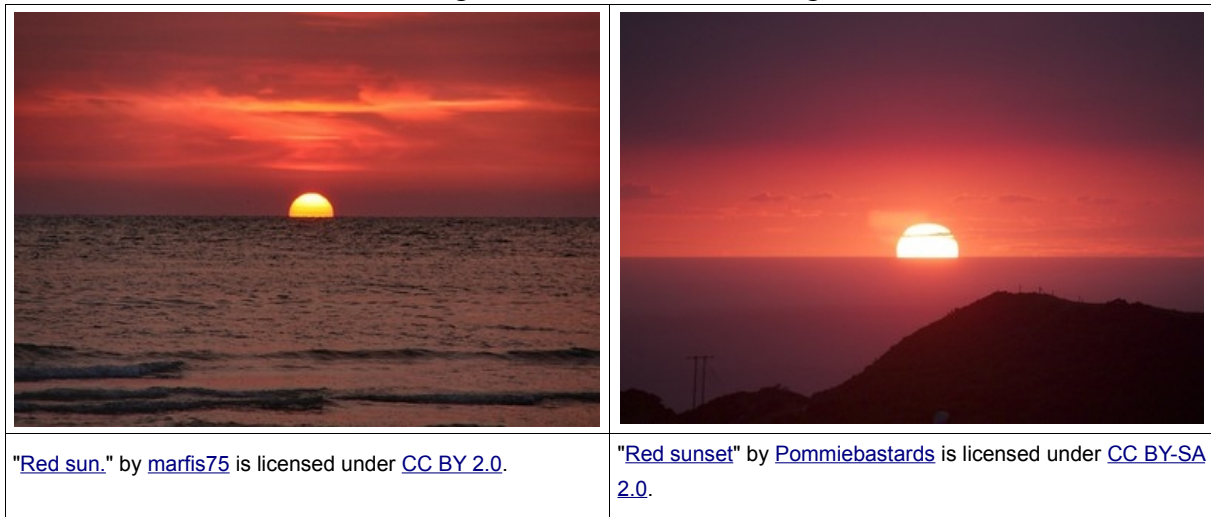 "Red sun." by marfis75 is licensed under CC BY 2.0.
"Red sunset" by Pommiebastards is licensed under CC BY-SA
2.0.